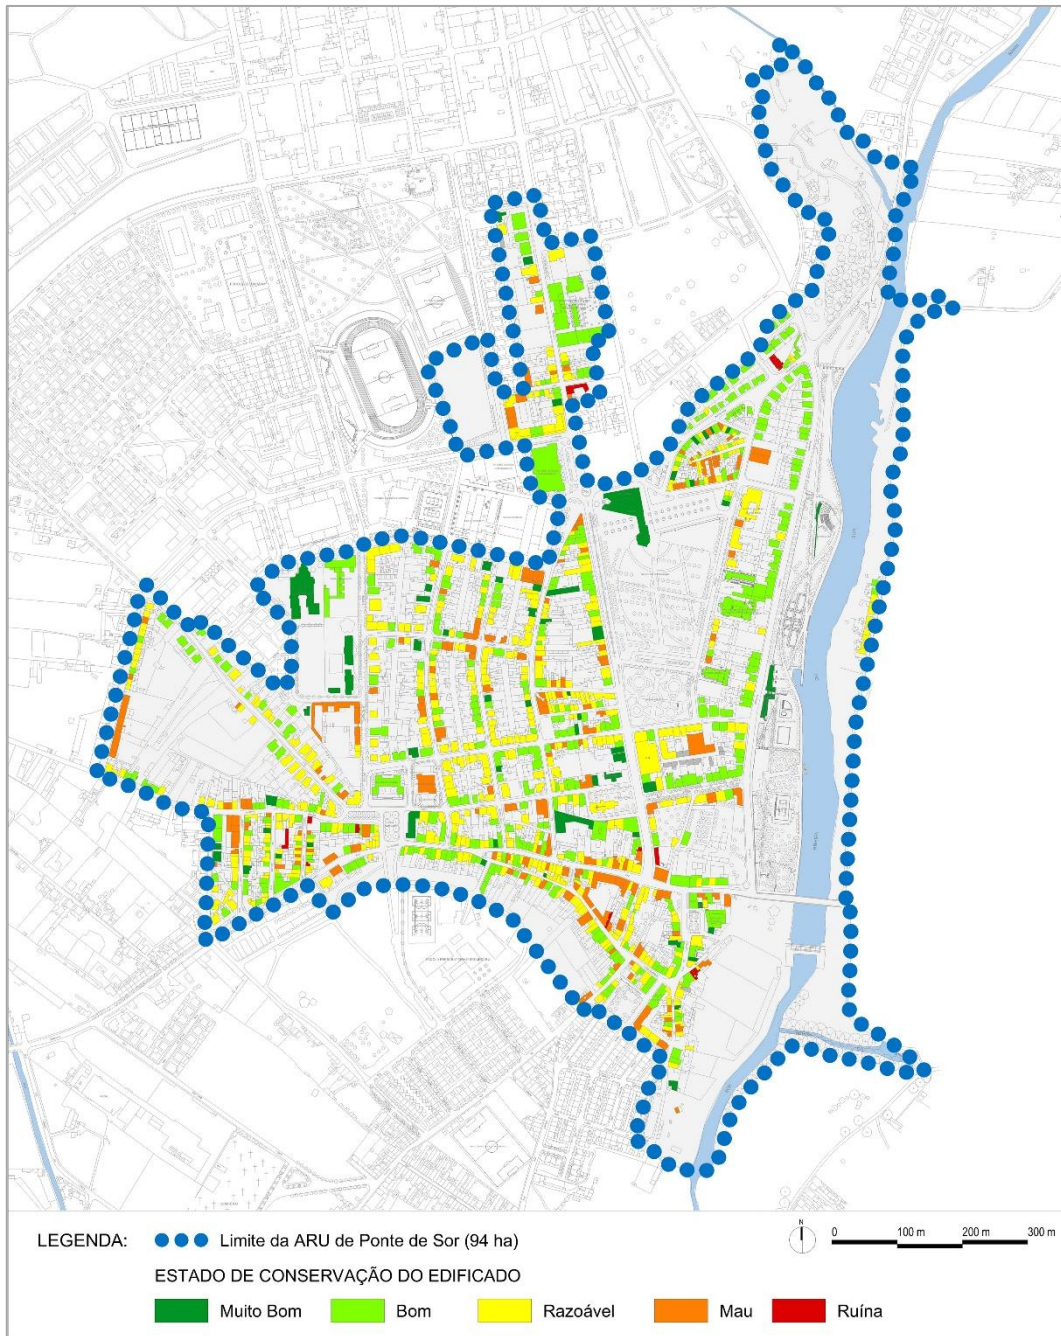 LEGENDA:
Limite da ARU de Ponte de Sor (94 ha)
N
0 100 m 200 m 300 m
ESTADO DE CONSERVAÇÃO DO EDIFICADO
Muito Bom Bom Razoável Mau Ruína